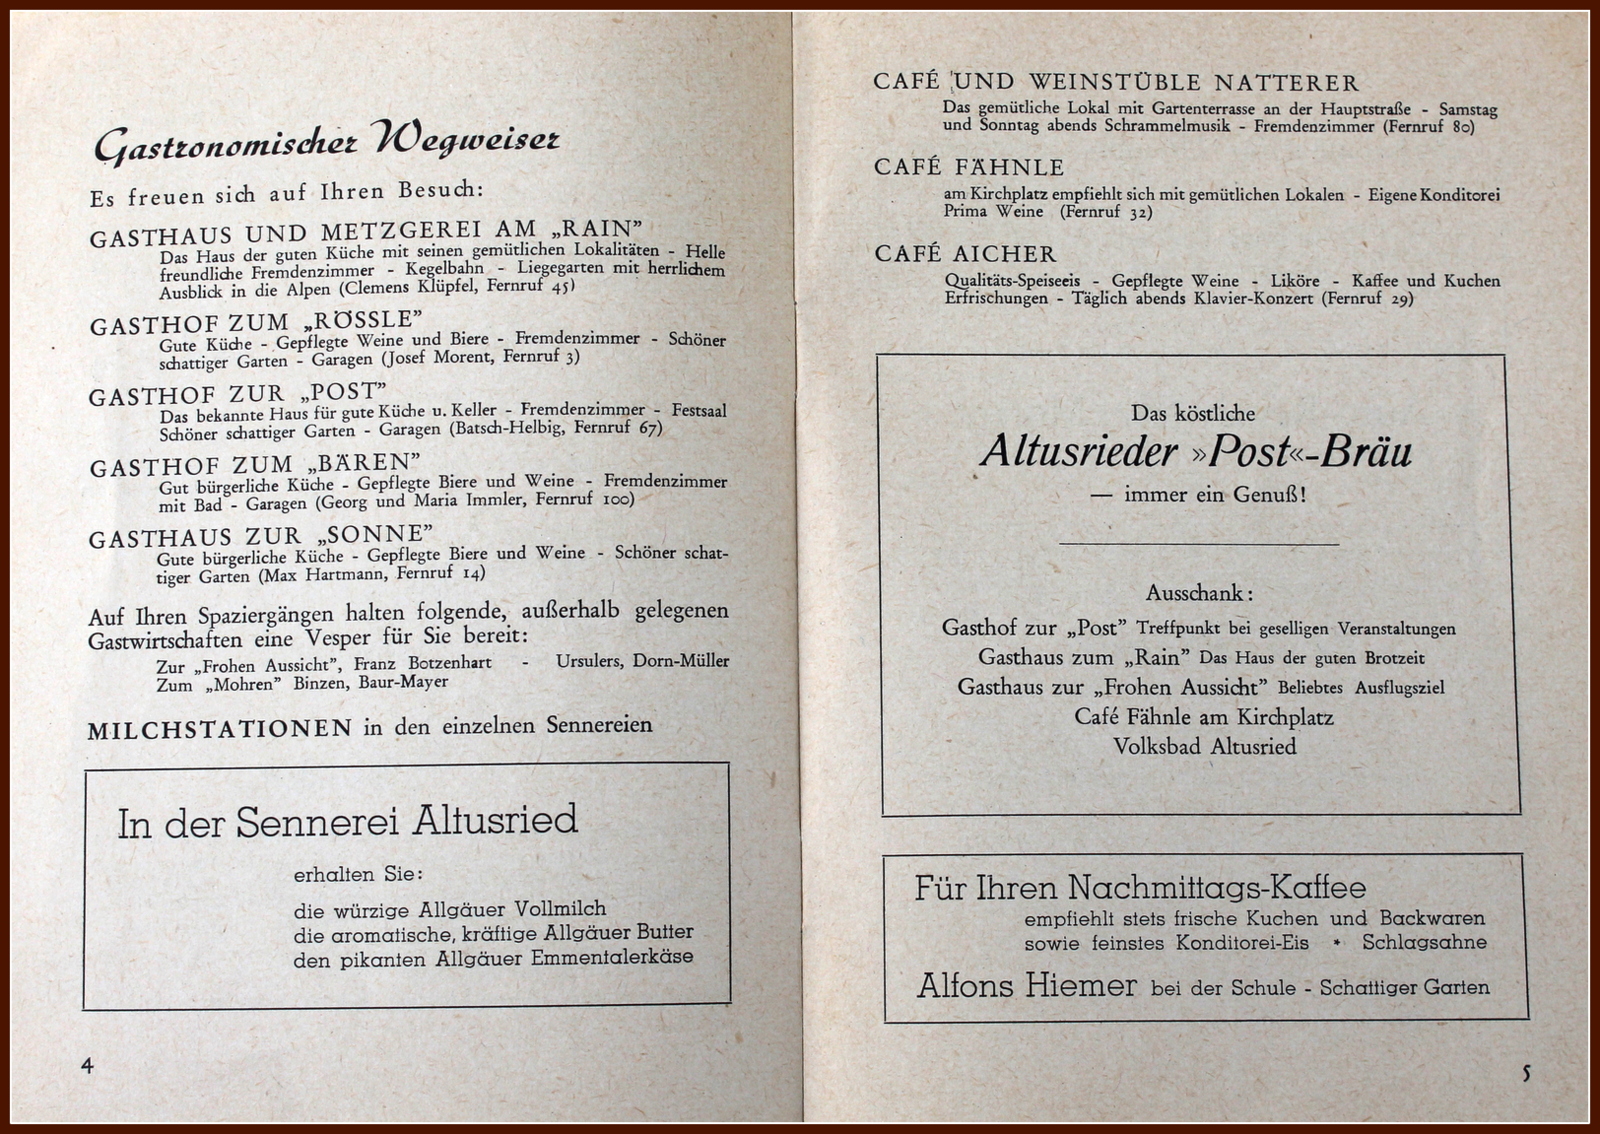 Gastronomischer Wegweiser
Es freuen sich auf Ihren Besuch:
GASTHAUS UND METZGEREI AM „RAIN”
Das Haus der guten Küche mit seinen gemütlichen Lokalitäten - Helle
freundliche Fremdenzimmer - Kegelbahn - Liegegarten mit herrlichem
Ausblick in die Alpen (Clemens Klüpfel, Fernruf 45)
GASTHOF ZUM „RÖSSLE”
Gute Küche - Gepflegte Weine und Biere - Fremdenzimmer - Schöner
schattiger Garten - Garagen (Josef Morent, Fernruf 3)
GASTHOF ZUR „POST”
Das bekannte Haus für gute Küche u. Keller - Fremdenzimmer - Festsaal
Schöner schattiger Garten - Garagen (Batsch-Helbig, Fernruf 67)
GASTHOF ZUM „BÄREN”
Gut bürgerliche Küche - Gepflegte Biere und Weine - Fremdenzimmer
mit Bad - Garagen (Georg und Maria Immler, Fernruf 100)
GASTHAUS ZUR „SONNE”
Gute bürgerliche Küche - Gepflegte Biere und Weine - Schöner schat-
tiger Garten (Max Hartmann, Fernruf 14)
Auf Ihren Spaziergängen halten folgende, außerhalb gelegenen
Gastwirtschaften eine Vesper für Sie bereit:
Zur „Frohen Aussicht”, Franz Botzenhart - Ursulers, Dorn-Müller
Zum „Mohren” Binzen, Baur-Mayer
MILCHSTATIONEN in den einzelnen Sennereien
In der Sennerei Altusried
erhalten Sie:
die würzige Allgäuer Vollmilch
die aromatische, kräftige Allgäuer Butter
den pikanten Allgäuer Emmentalerkäse
4
CAFÉ UND WEINSTÜBLE NATTERER
Das gemütliche Lokal mit Gartenterrasse an der Hauptstraße - Samstag
und Sonntag abends Schrammelmusik - Fremdenzimmer (Fernruf 80)
CAFÉ FÄHNLE
am Kirchplatz empfiehlt sich mit gemütlichen Lokalen - Eigene Konditorei
Prima Weine (Fernruf 32)
CAFÉ AICHER
Qualitäts-Speiseeis - Gepflegte Weine - Liköre - Kaffee und Kuchen
Erfrischungen - Täglich abends Klavier-Konzert (Fernruf 29)
Das köstliche
Altusrieder »Post«-Bräu
— immer ein Genuß!
Ausschank:
Gasthof zur „Post” Treffpunkt bei geselligen Veranstaltungen
Gasthaus zum „Rain” Das Haus der guten Brotzeit
Gasthaus zur „Frohen Aussicht” Beliebtes Ausflugsziel
Café Fähnle am Kirchplatz
Volksbad Altusried
Für Ihren Nachmittags-Kaffee
empfiehlt stets frische Kuchen und Backwaren
sowie feinstes Konditorei-Eis * Schlagsahne
Alfons Hiemer bei der Schule - Schattiger Garten
5